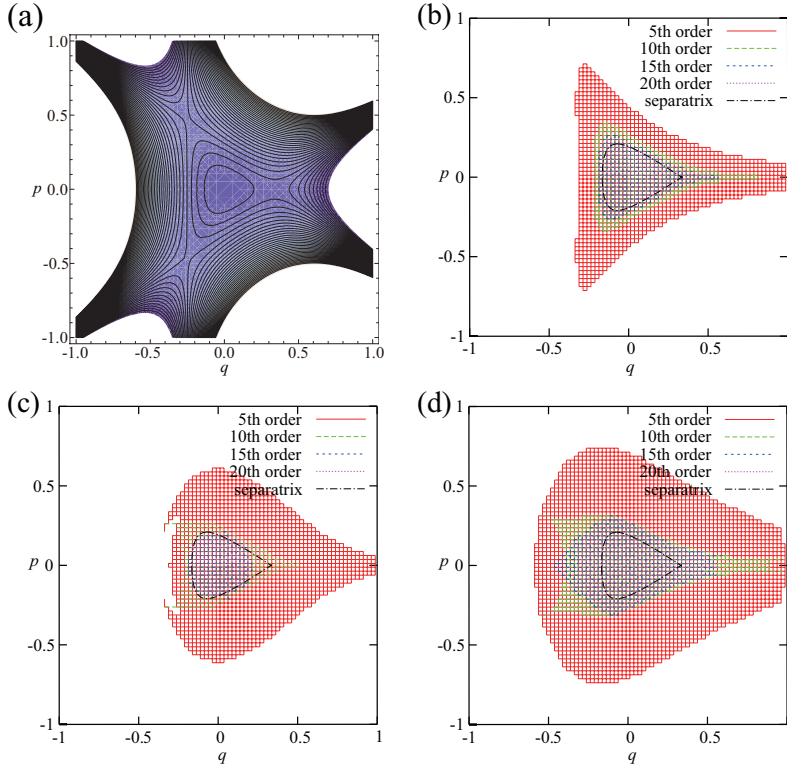 (a)
1.0
0.5
p 0.0
-0.5
-1.0
-1.0 -0.5 0.0 0.5 1.0
q
(b)
1
0.5
p 0
-0.5
-1
-1 -0.5 0 0.5
q
5th order
10th order
15th order
20th order
separatrix
(c)
1
0.5
p 0
-0.5
-1
-1 -0.5 0 0.5 1
q
5th order
10th order
15th order
20th order
separatrix
(d)
1
0.5
p 0
-0.5
-1
-1 -0.5 0 0.5
q
5th order
10th order
15th order
20th order
separatrix